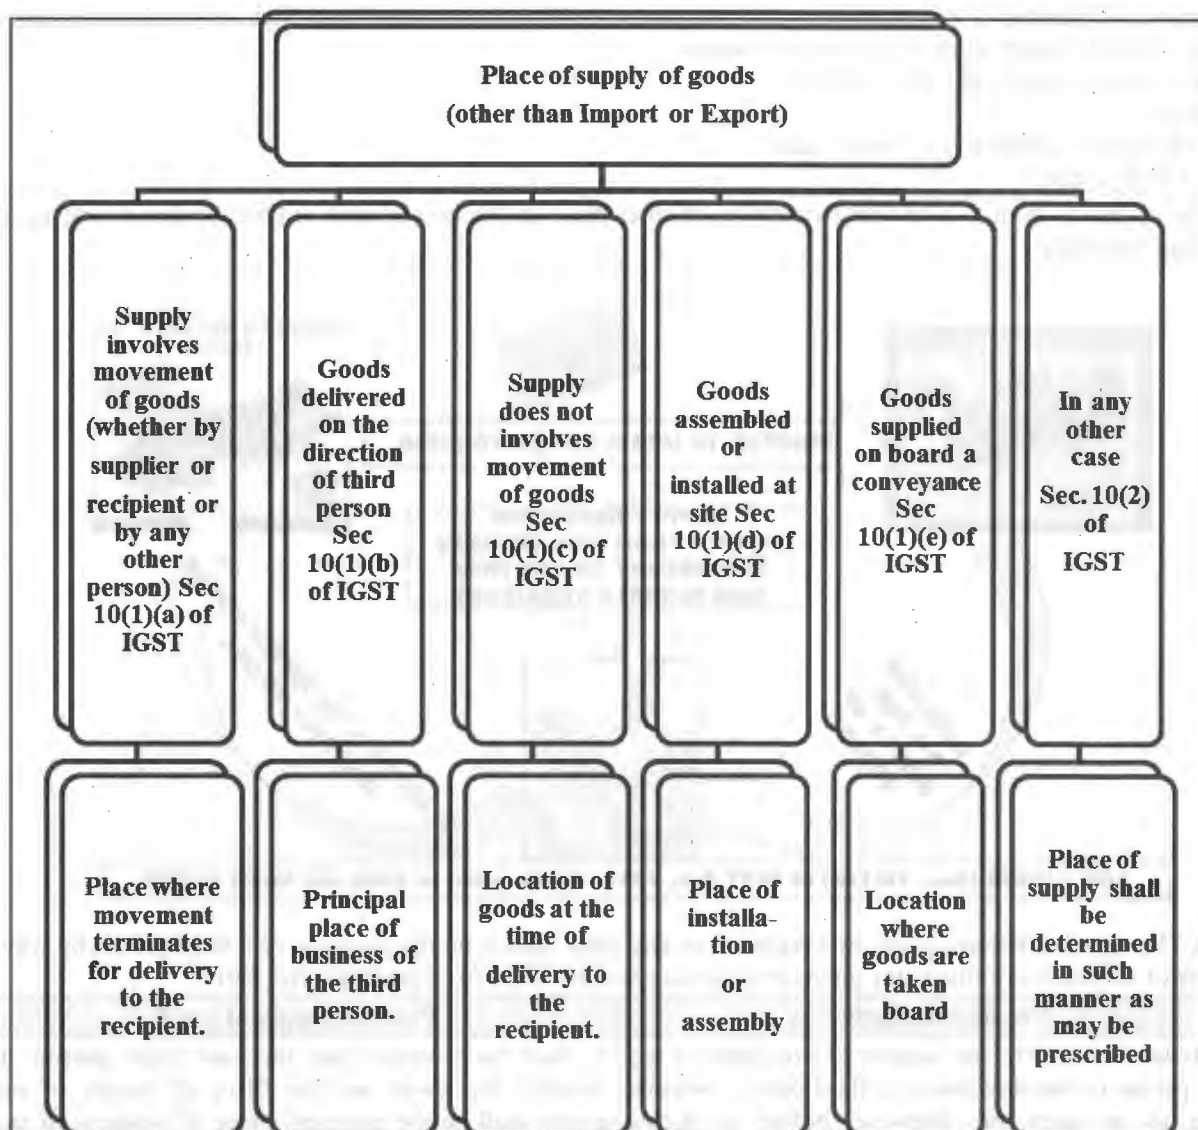 Place of supply of goods
(other than Import or Export)
Supply
involves
movement
of goods
(whether by
supplier or
recipient or
by any
other
person) Sec
10(1)(a) of
IGST
Goods
delivered
on the
direction
of third
person
Sec
10(1)(b)
of IGST
Supply
does not
involves
movement
of goods
Sec
10(1)(c) of
IGST
Goods
assembled
or
installed at
site Sec
10(1)(d) of
IGST
Goods
supplied
on board a
conveyance
Sec
10(1)(e) of
IGST
In any
other
case
Sec. 10(2)
of
IGST
Place where
movement
terminates
for delivery
to the
recipient.
Principal
place of
business of
the third
person.
Location of
goods at the
time of
delivery to
the
recipient.
Place of
installa-
tion
or
assembly
Location
where
goods are
taken
board
Place of
supply shall
be
determined
in such
manner as
may be
prescribed